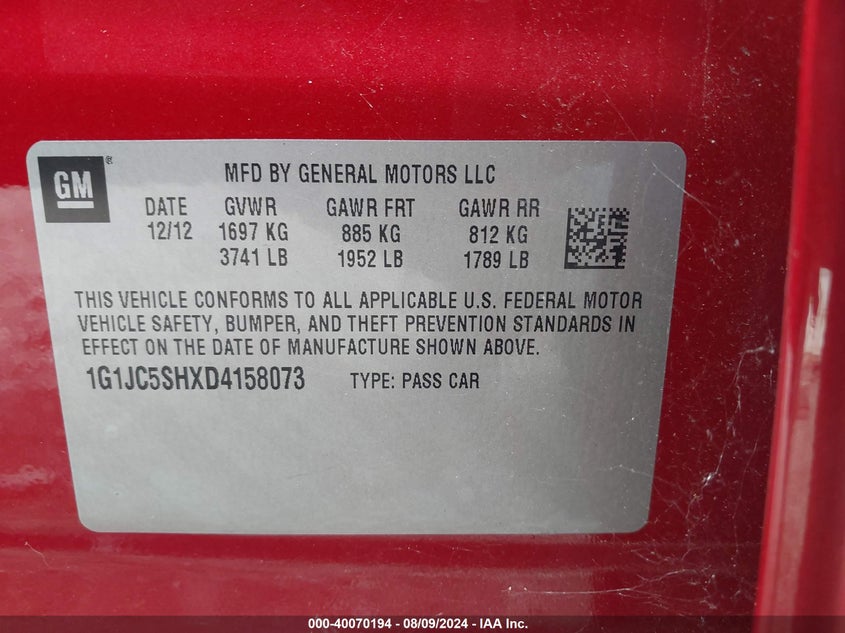 GM ®
MFD BY GENERAL MOTORS LLC
DATE GVWR GAWR FRT GAWR RR
12/12 1697 KG 885 KG 812 KG
3741 LB 1952 LB 1789 LB
THIS VEHICLE CONFORMS TO ALL APPLICABLE U.S. FEDERAL MOTOR
VEHICLE SAFETY, BUMPER, AND THEFT PREVENTION STANDARDS IN
EFFECT ON THE DATE OF MANUFACTURE SHOWN ABOVE.
1G1JC5SHXD4158073 TYPE: PASS CAR
000-40070194 - 08/09/2024 - IAA Inc.